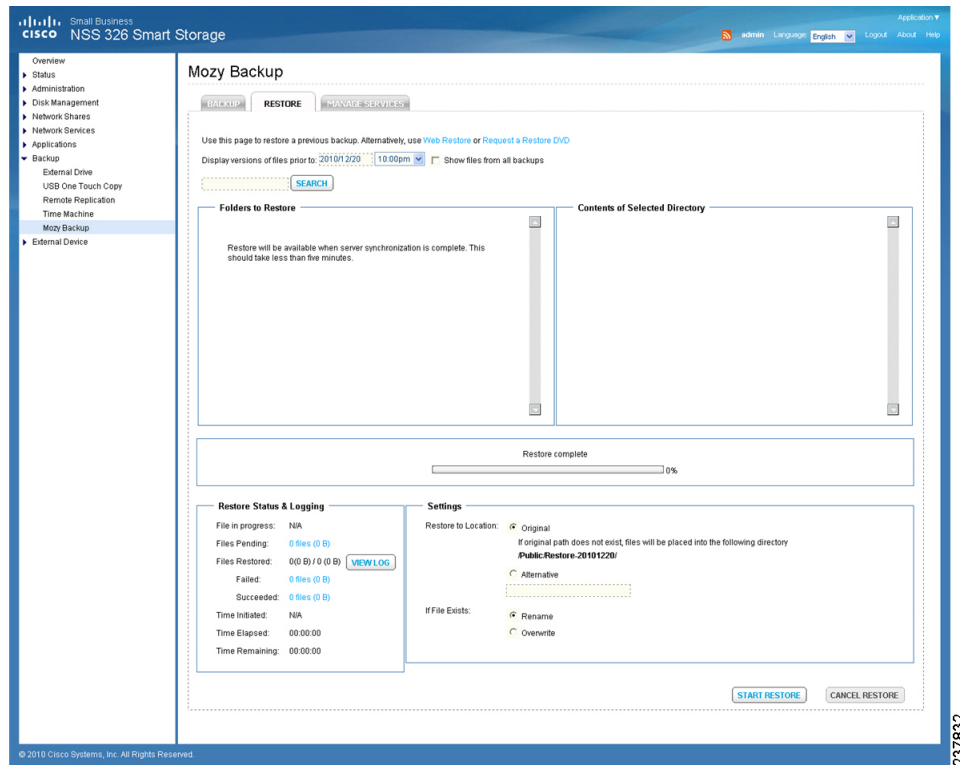 Small Business
CISCO NSS 326 Smart Storage
Application
admin Language: English Logout About Help
Overview
Status
Administration
Disk Management
Network Shares
Network Services
Applications
Backup
External Drive
USB One Touch Copy
Remote Replication
Time Machine
Mozy Backup
External Device
Mozy Backup
BACKUP RESTORE MANAGE SERVICES
Use this page to restore a previous backup. Alternatively, use Web Restore or Request a Restore DVD
Display versions of files prior to: 2010/12/20 10:00pm Show files from all backups
SEARCH
Folders to Restore
Restore will be available when server synchronization is complete. This
should take less than five minutes.
Contents of Selected Directory
Restore complete
0%
Restore Status & Logging
File in progress: N/A
Files Pending: 0 files (0 B)
Files Restored: 0(0 B) / 0 (0 B) VIEW LOG
Failed: 0 files (0 B)
Succeeded: 0 files (0 B)
Time Initiated: N/A
Time Elapsed: 00:00:00
Time Remaining: 00:00:00
Settings
Restore to Location: Original
If original path does not exist, files will be placed into the following directory
/Public/Restore-20101220/
Alternative
If File Exists: Rename
Overwrite
START RESTORE CANCEL RESTORE
© 2010 Cisco Systems, Inc. All Rights Reserved.
237832